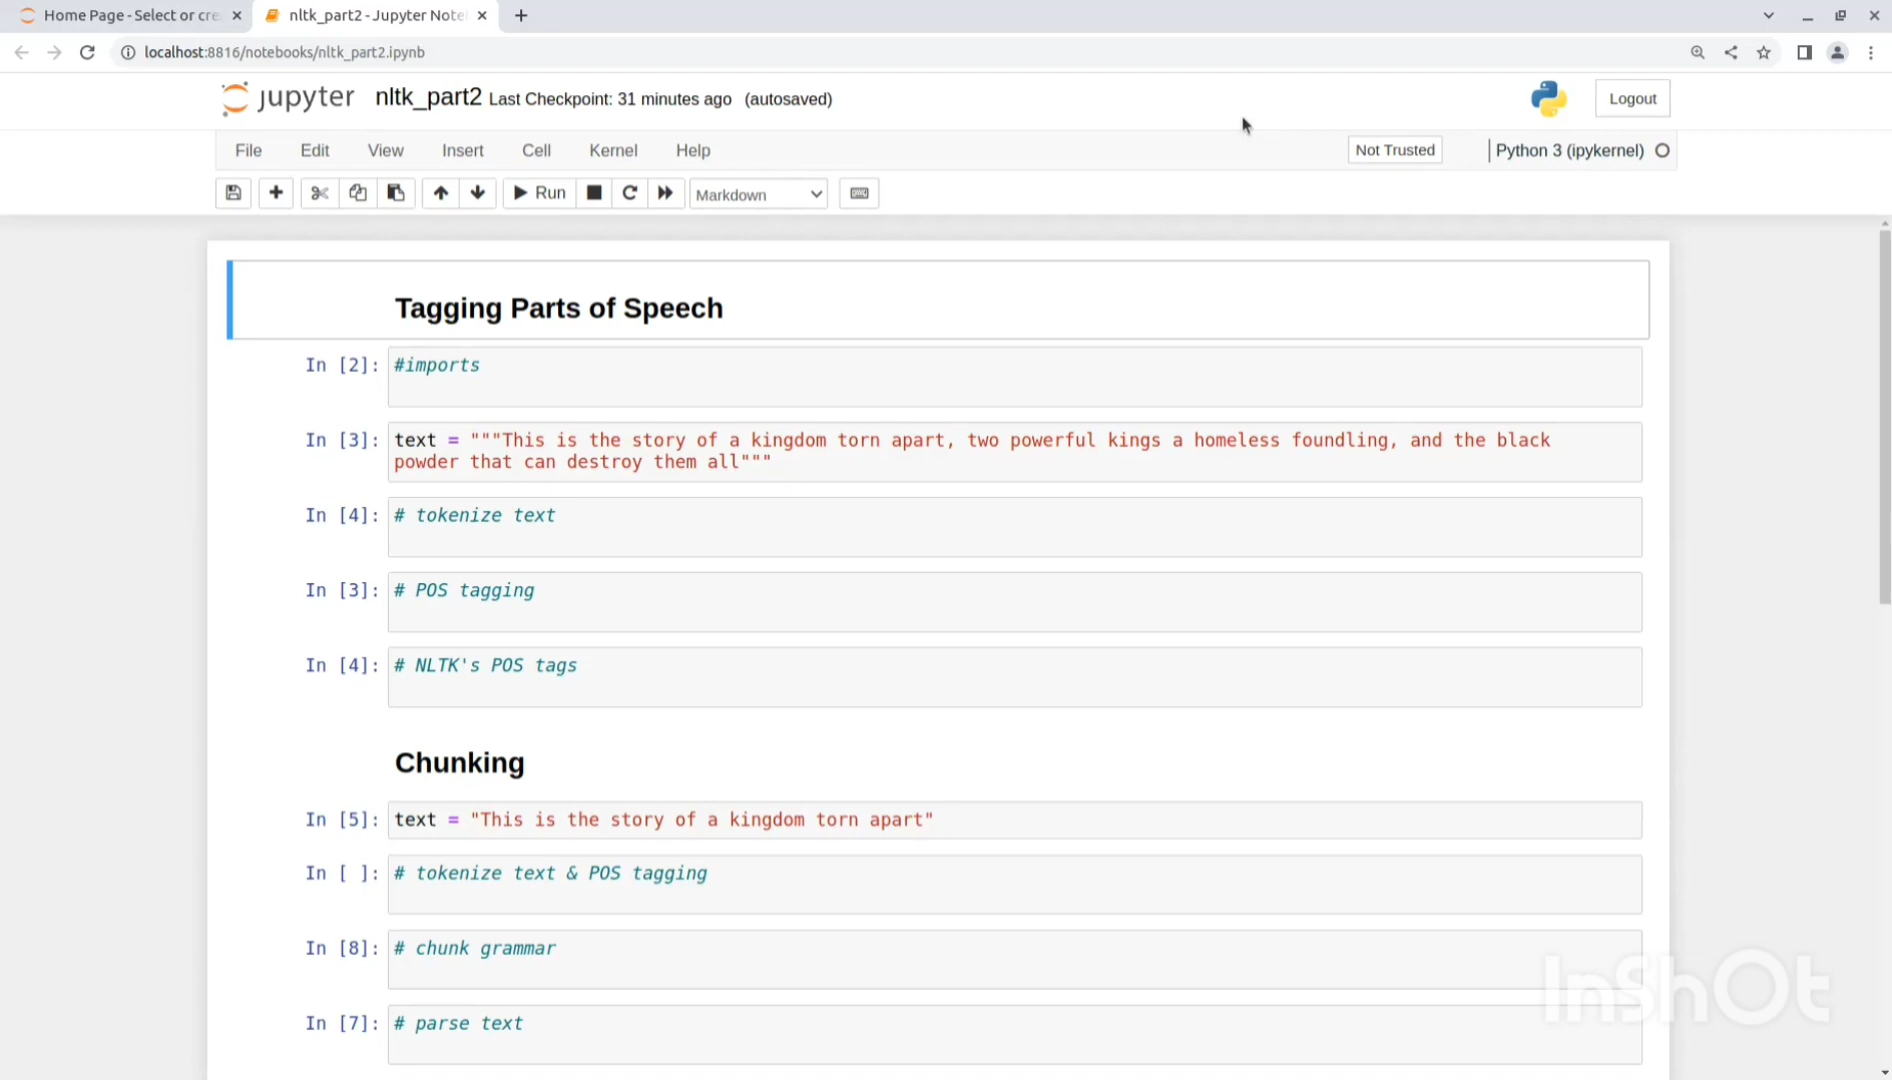 Home Page - Select or cre
nltk_part2 - Jupyter Note
localhost:8816/notebooks/nltk_part2.ipynb
jupyter nltk_part2 Last Checkpoint: 31 minutes ago (autosaved)
Logout
File Edit View Insert Cell Kernel Help
Not Trusted
Python 3 (ipykernel)
Run
Markdown
Tagging Parts of Speech
In [2]: #imports
In [3]: text = """This is the story of a kingdom torn apart, two powerful kings a homeless foundling, and the black
powder that can destroy them all"""
In [4]: # tokenize text
In [3]: # POS tagging
In [4]: # NLTK's POS tags
Chunking
In [5]: text = "This is the story of a kingdom torn apart"
In [ ]: # tokenize text & POS tagging
In [8]: # chunk grammar
In [7]: # parse text
InShOt